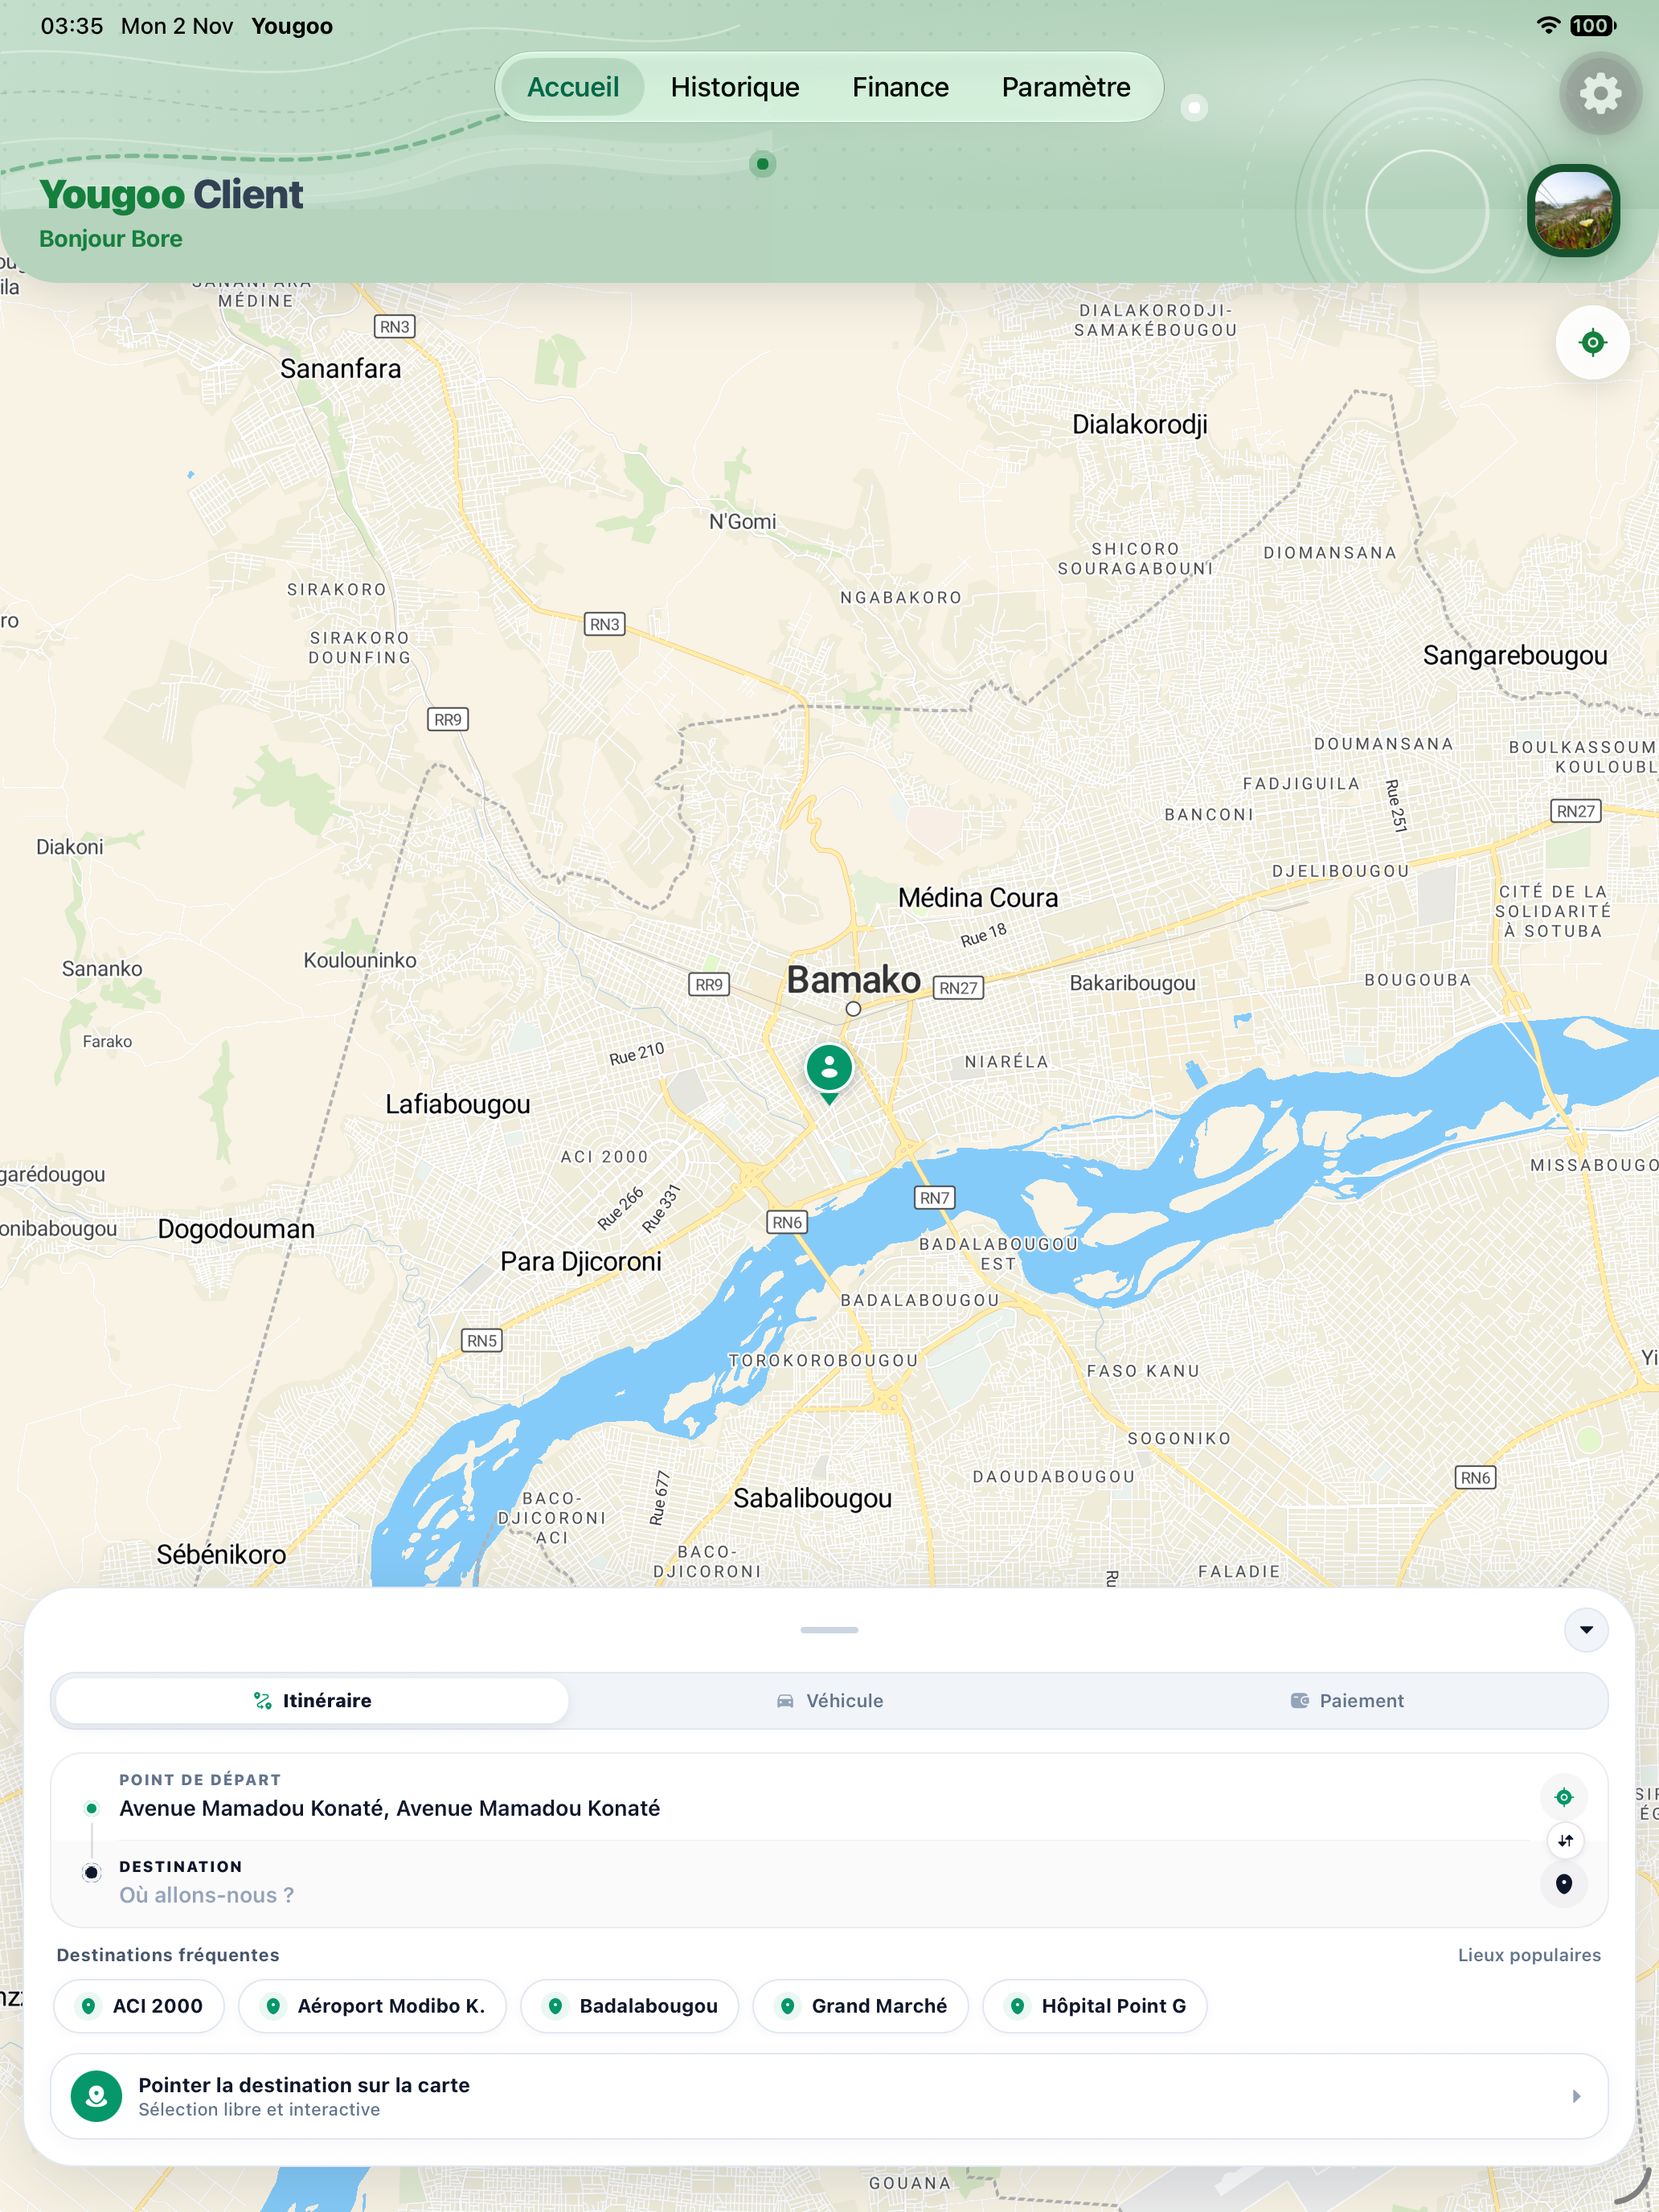 03:35 Mon 2 Nov Yougoo
100
Accueil Historique Finance Paramètre
Yougoo Client
Bonjour Bore
MÉDINE
RN3
Sananfara
DIALAKORODJI-
SAMAKÉBOUGOU
Dialakorodji
N'Gomi
SHICORO
SOURAGABOUNI
DIOMANSANA
SIRAKORO
NGABAKORO
RN3
SIRAKORO
DOUNFING
Sangarebougou
RR9
DOUMANSANA
BOULKASSOUM
KOULOUBL
FADJIGUILA
Rue 251
BANCONI
RN27
Diakoni
DJELIBOUGOU
Médina Coura
CITÉ DE LA
SOLIDARITÉ
À SOTUBA
Rue 18
Koulouninko
Sananko
Bamako
RR9
RN27
Bakaribougou
BOUGOUBA
Farako
Rue 210
NIARÉLA
Lafiabougou
ACI 2000
garédougou
MISSABOUGO
Rue 266
Rue 331
RN7
onibabougou
Dogodouman
RN6
BADALABOUGOU
EST
Para Djicoroni
BADALABOUGOU
RN5
TOROKOROBOUGOU
FASO KANU
Yi
SOGONIKO
DAOUDABOUGOU
RN6
Rue 677
Sabalibougou
BACO-
DJICORONI
ACI
Sébénikoro
BACO-
DJICORONI
FALADIE
Ru
Itinéraire Véhicule Paiement
POINT DE DÉPART
Avenue Mamadou Konaté, Avenue Mamadou Konaté
DESTINATION
Où allons-nous ?
Destinations fréquentes Lieux populaires
ACI 2000 Aéroport Modibo K. Badalabougou Grand Marché Hôpital Point G
Pointer la destination sur la carte
Sélection libre et interactive
GOUANA